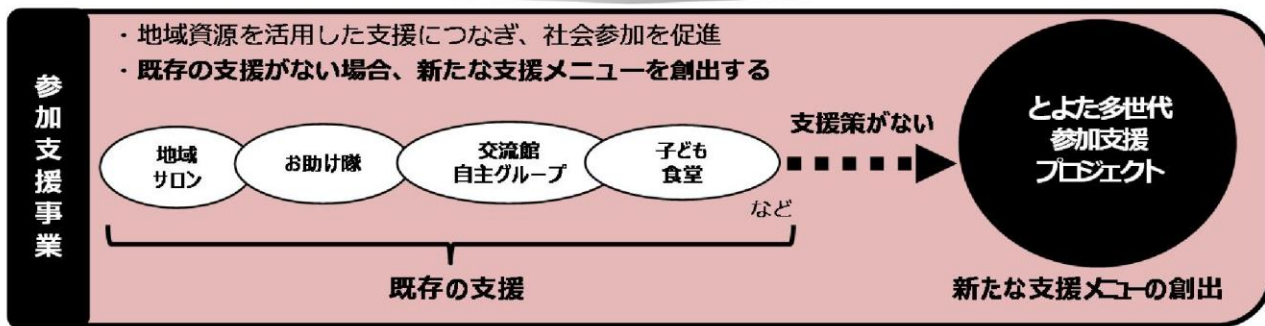 参加支援事業
・地域資源を活用した支援につなぎ、社会参加を促進
・既存の支援がない場合、新たな支援メニューを創出する
地域
サロン
お助け隊
交流館
自主グループ
子ども
食堂
など
支援策がない
とよた多世代
参加支援
プロジェクト
既存の支援
新たな支援メニューの創出